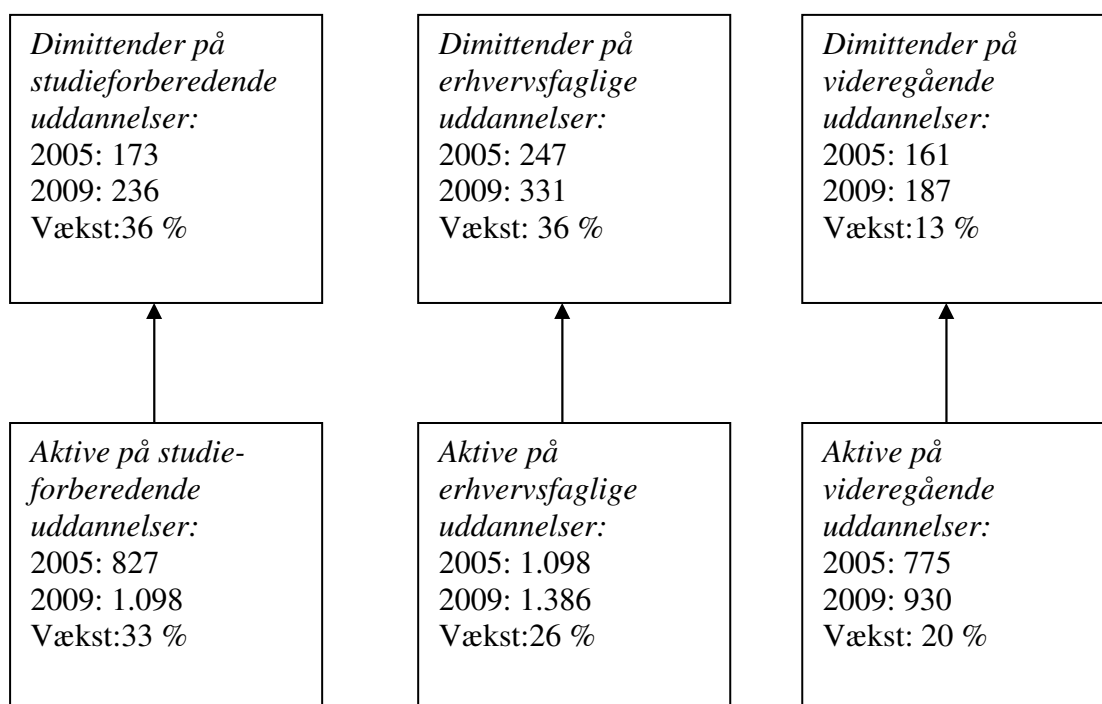 Dimittender på
studieforberedende
uddannelser:
2005: 173
2009: 236
Vækst:36 %
Dimittender på
erhvervsfaglige
uddannelser:
2005: 247
2009: 331
Vækst: 36 %
Dimittender på
videregående
uddannelser:
2005: 161
2009: 187
Vækst:13 %
Aktive på studie-
forberedende
uddannelser:
2005: 827
2009: 1.098
Vækst:33 %
Aktive på
erhvervsfaglige
uddannelser:
2005: 1.098
2009: 1.386
Vækst:26 %
Aktive på
videregående
uddannelser:
2005: 775
2009: 930
Vækst: 20 %